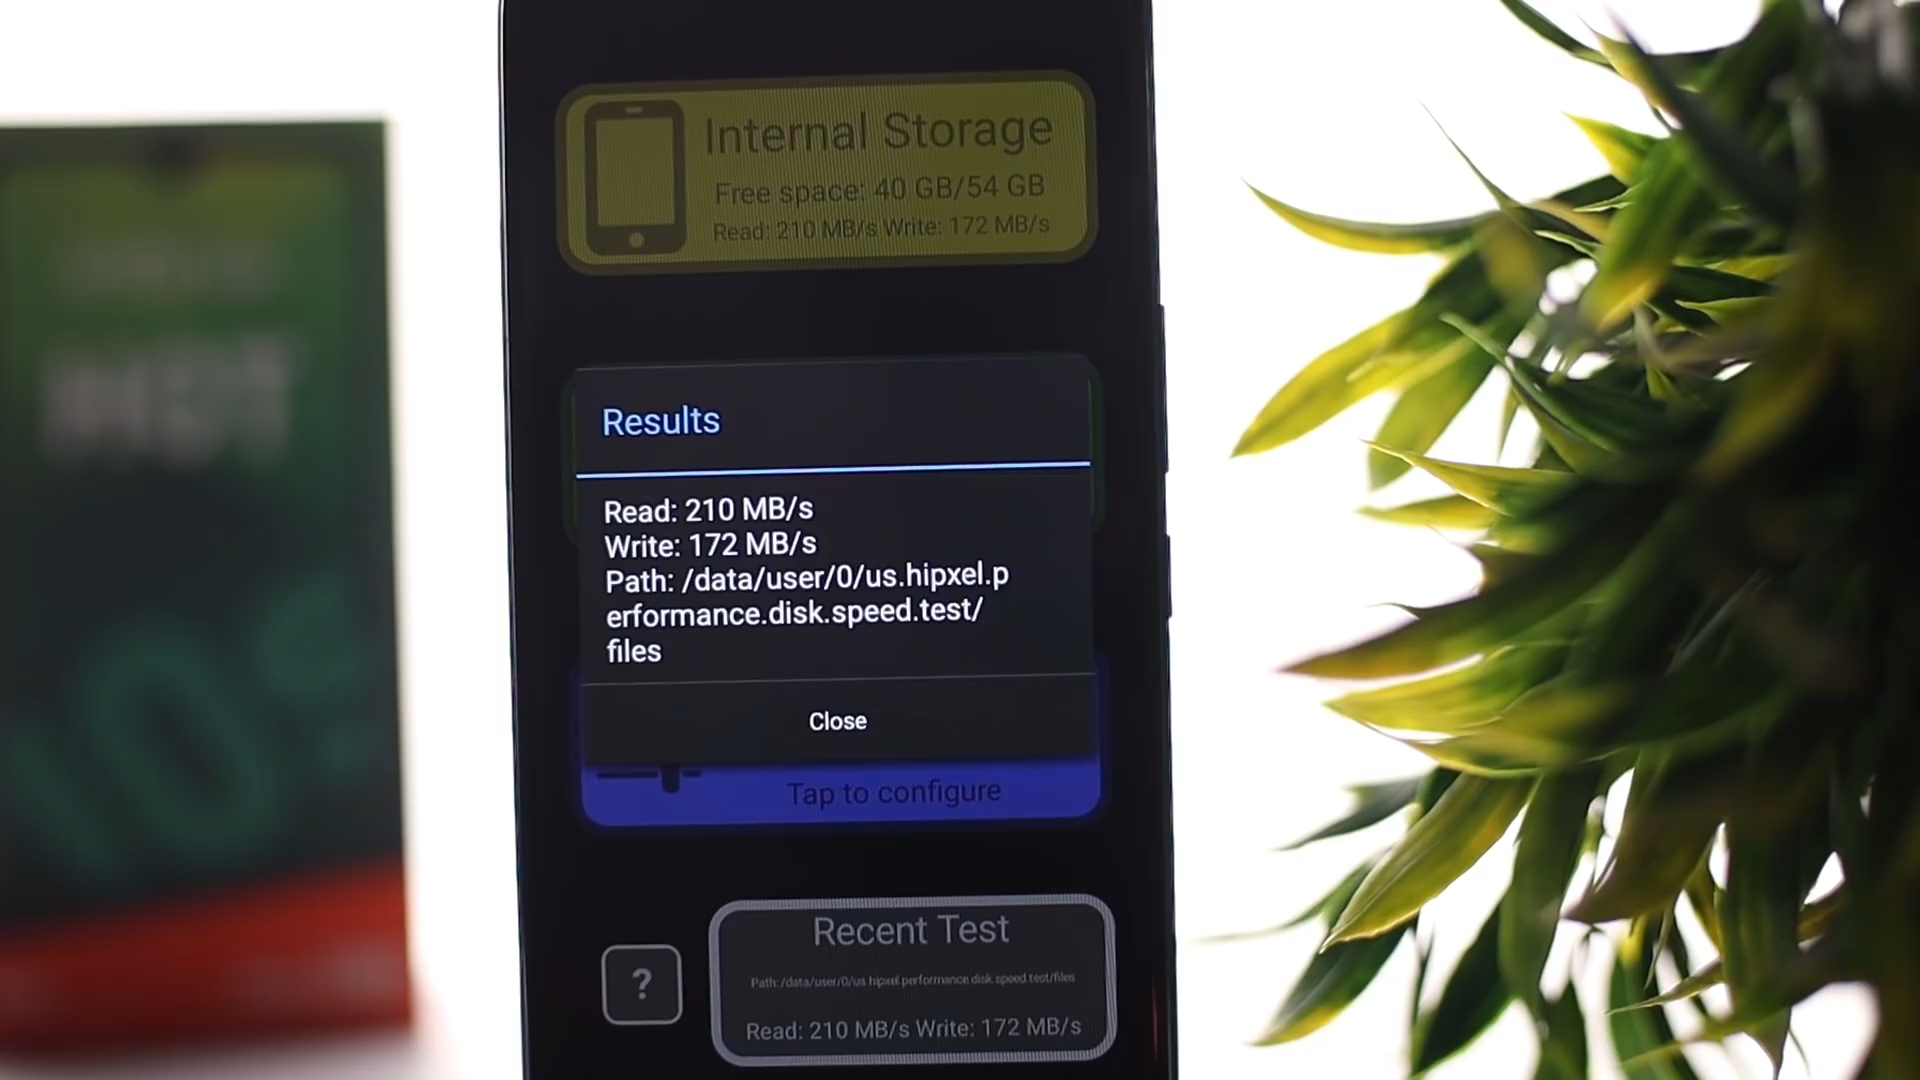 Internal Storage
Free space: 40 GB/54 GB
Read: 210 MB/s Write: 172 MB/s
Results
Read: 210 MB/s
Write: 172 MB/s
Path: /data/user/0/us.hipxel.p
erformance.disk.speed.test/
files
Close
Tap to configure
Recent Test
Path:/data/user/0/us.hipxel.performance.disk.speed.test/files
?
Read: 210 MB/s Write: 172 MB/s